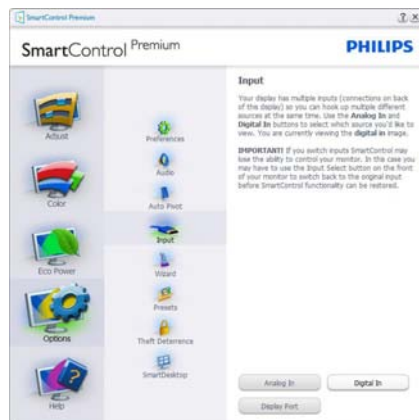 SmartControl Premium
SmartControl Premium
PHILIPS
Adjust
Color
Eco Power
Options
Help
Preferences
Audio
Auto Pivot
Input
Wizard
Presets
Theft Deterrence
SmartDesktop
Input
Your display has multiple inputs (connections on back
of the display) so you can hook up multiple different
sources at the same time. Use the Analog In and
Digital In buttons to select which source you'd like to
view. You are currently viewing the digital in image.
IMPORTANT! If you switch inputs SmartControl may
lose the ability to control your monitor. In the case you
may have to use the Input Select button on the front
of your monitor to switch back to the original input
before SmartControl functionality can be restored.
Analog In
Digital In
Display Port